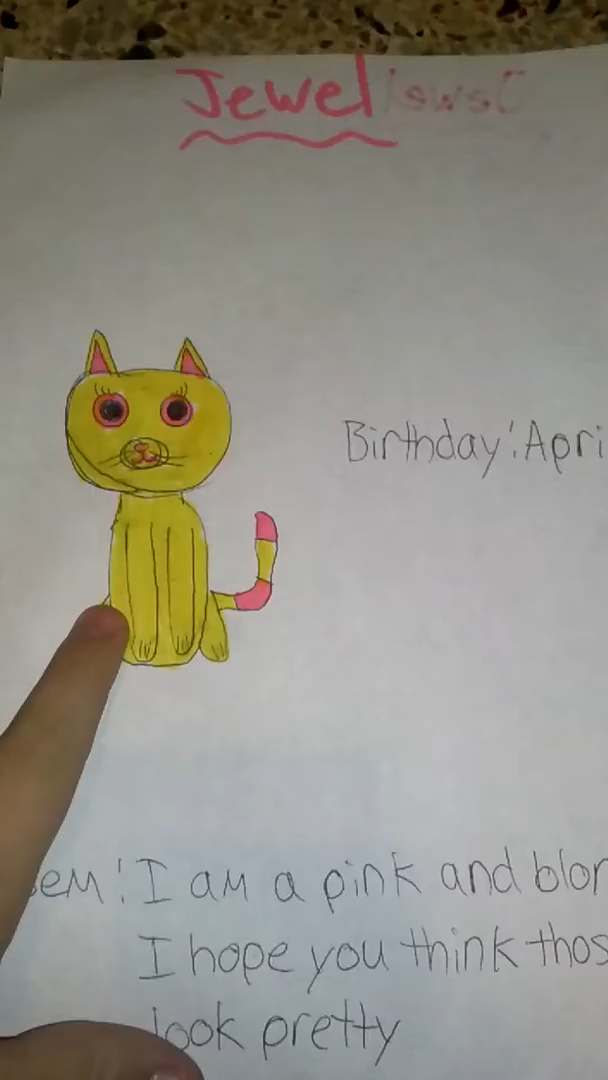 Jewel
Birthday: Apri
em: I am a pink and blon
I hope you think thos
look pretty